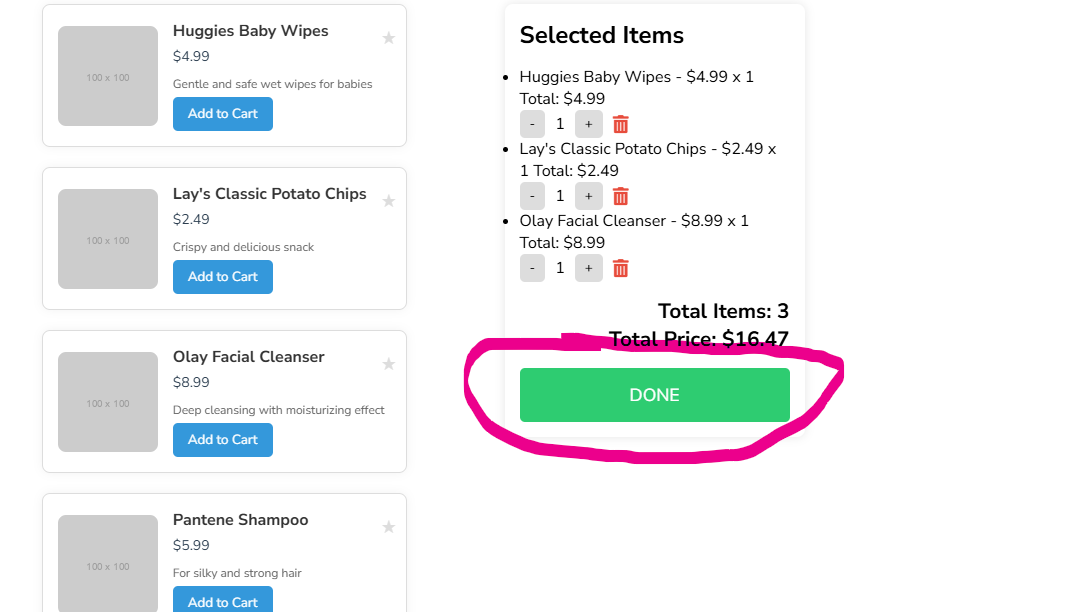 Huggies Baby Wipes
$4.99
Gentle and safe wet wipes for babies
Add to Cart
100 x 100
Lay's Classic Potato Chips
$2.49
Crispy and delicious snack
Add to Cart
100 x 100
Olay Facial Cleanser
$8.99
Deep cleansing with moisturizing effect
Add to Cart
100 x 100
Pantene Shampoo
$5.99
For silky and strong hair
Add to Cart
100 x 100
Selected Items
Huggies Baby Wipes - $4.99 x 1
Total: $4.99
- 1 +
Lay's Classic Potato Chips - $2.49 x
1 Total: $2.49
- 1 +
Olay Facial Cleanser - $8.99 x 1
Total: $8.99
- 1 +
Total Items: 3
Total Price: $16.47
DONE